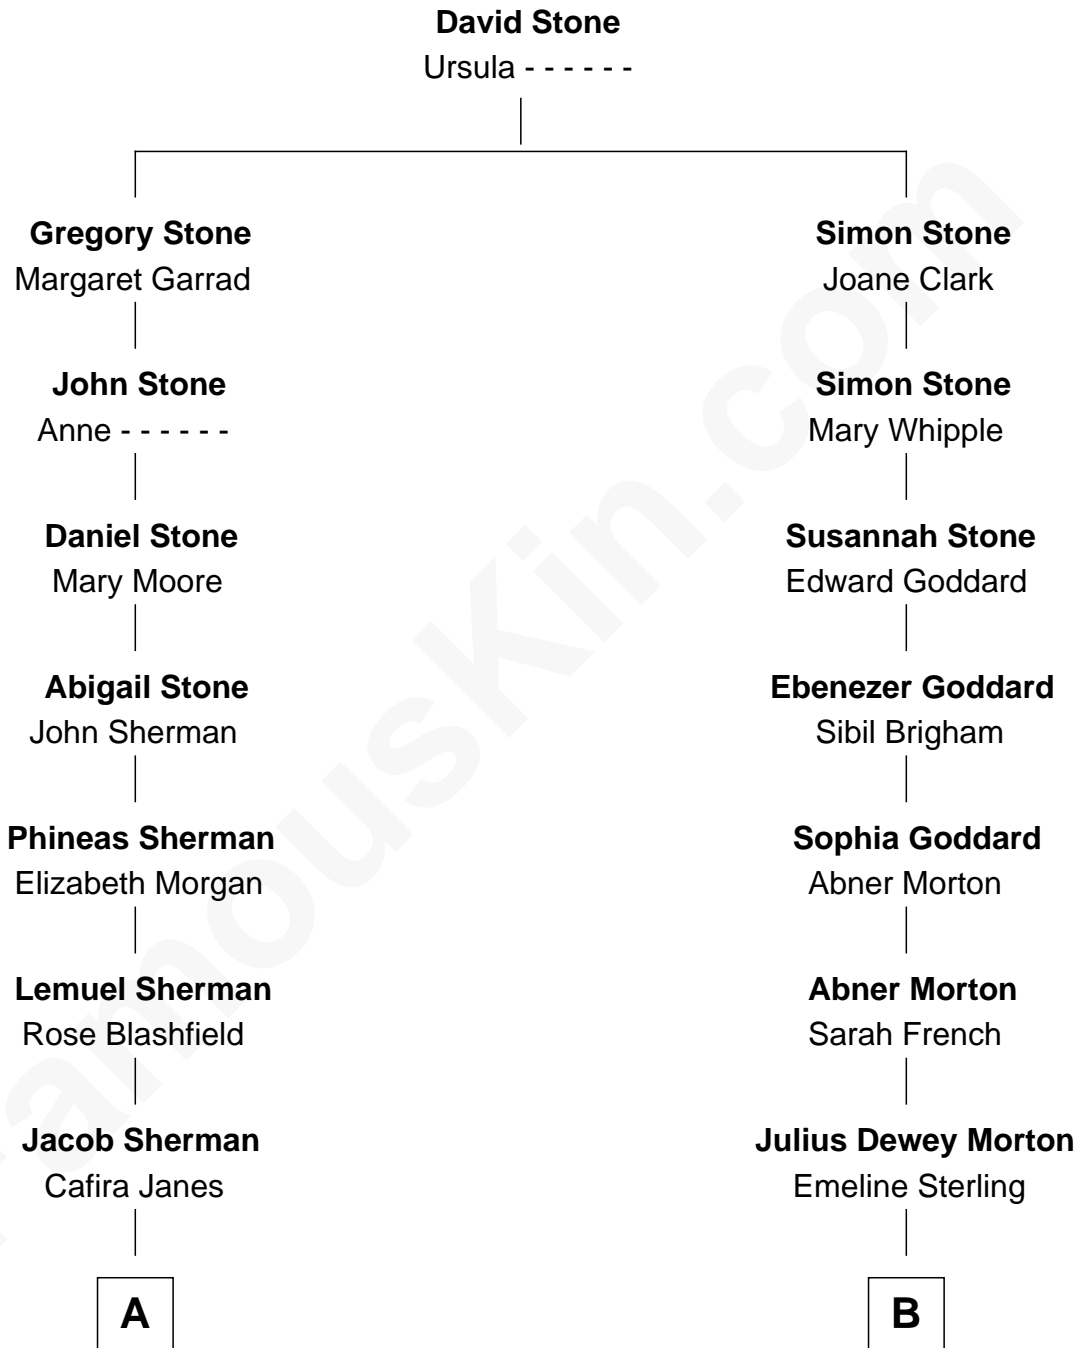 David Stone
Ursula - - - - - -
Gregory Stone
Margaret Garrad
Simon Stone
Joane Clark
John Stone
Anne - - - - - -
Simon Stone
Mary Whipple
Daniel Stone
Mary Moore
Susannah Stone
Edward Goddard
Abigail Stone
John Sherman
Ebenezer Goddard
Sibil Brigham
Phineas Sherman
Elizabeth Morgan
Sophia Goddard
Abner Morton
Lemuel Sherman
Rose Blashfield
Abner Morton
Sarah French
Jacob Sherman
Cafira Janes
Julius Dewey Morton
Emeline Sterling
A
B
FamousKin.com